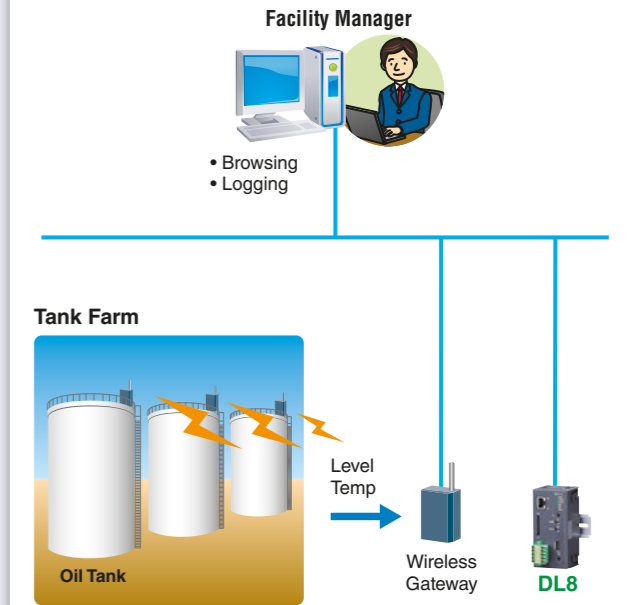 Facility Manager
• Browsing
• Logging
Tank Farm
Level
Temp
Oil Tank
Wireless
Gateway
DL8